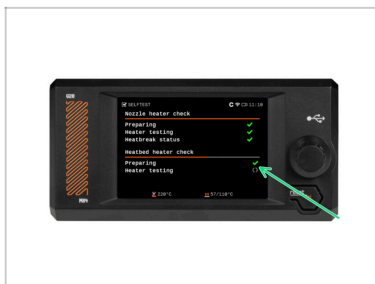 SELFTEST 11:10
Nozzle heater check
Preparing
Heater testing
Heatbreak status
Heatbed heater check
Preparing
Heater testing
220°C 57/110°C